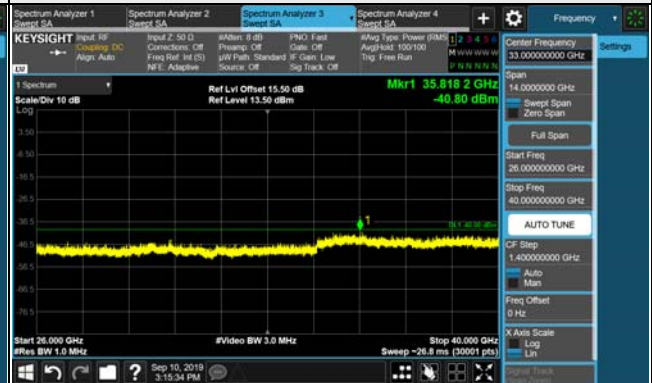 Spectrum Analyzer 1
Swept SA
Spectrum Analyzer 2
Swept SA
Spectrum Analyzer 3
Swept SA
Spectrum Analyzer 4
Swept SA
+
Frequency
KEYSIGHT
Input: RF
Coupling: DC
Align: Auto
Input Z: 50 Ω
Corrections: Off
Freq Ref: Int (S)
NFE: Adaptive
#Atten: 8 dB
Preamp: Off
µW Path: Standard
Source: Off
PNO: Fast
Gate: Off
IF Gain: Low
Sig Track: Off
#Avg Type: Power (RMS
Avg|Hold: 100/100
Trig: Free Run
1 2 3 4 5 6
M W W W W W
P N N N N N
LXI
Center Frequency
33.000000000 GHz
Settings
Span
14.0000000 GHz
Swept Span
Zero Span
Full Span
Start Freq
26.000000000 GHz
Stop Freq
40.000000000 GHz
AUTO TUNE
CF Step
1.400000000 GHz
Auto
Man
Freq Offset
0 Hz
X Axis Scale
Log
Lin
Signal Track
1 Spectrum
Scale/Div 10 dB
Log
Ref Lvl Offset 15.50 dB
Ref Level 13.50 dBm
Mkr1 35.818 2 GHz
-40.80 dBm
3.50
-6.50
-16.5
-26.5
-36.5
-46.5
-56.5
-66.5
-76.5
1
DL1 -40.00 dBm
Start 26.000 GHz
#Res BW 1.0 MHz
#Video BW 3.0 MHz
Stop 40.000 GHz
Sweep ~26.8 ms (30001 pts)
?
Sep 10, 2019
3:15:34 PM